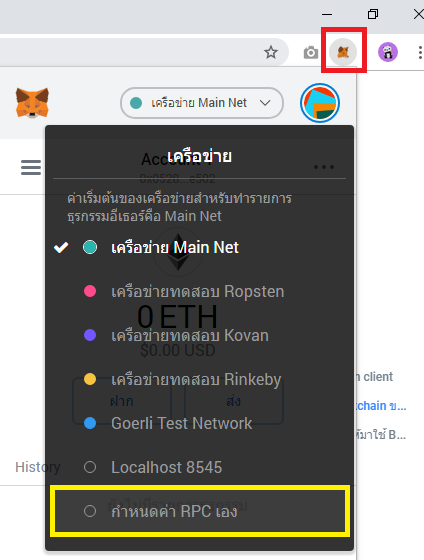 เครือข่าย Main Net
Account 1
0x0520...e502
เครือข่าย
ค่าเริ่มต้นของเครือข่ายสำหรับทำรายการ
ธุรกรรมอีเธอร์คือ Main Net
เครือข่าย Main Net
เครือข่ายทดสอบ Ropsten
0 ETH
เครือข่ายทดสอบ Kovan
$0.00 USD
เครือข่ายทดสอบ Rinkeby
n client
ฝาก
ส่ง
kchain ข...
Goerli Test Network
ห้มาใช้ B...
History
Localhost 8545
กำหนดค่า RPC เอง